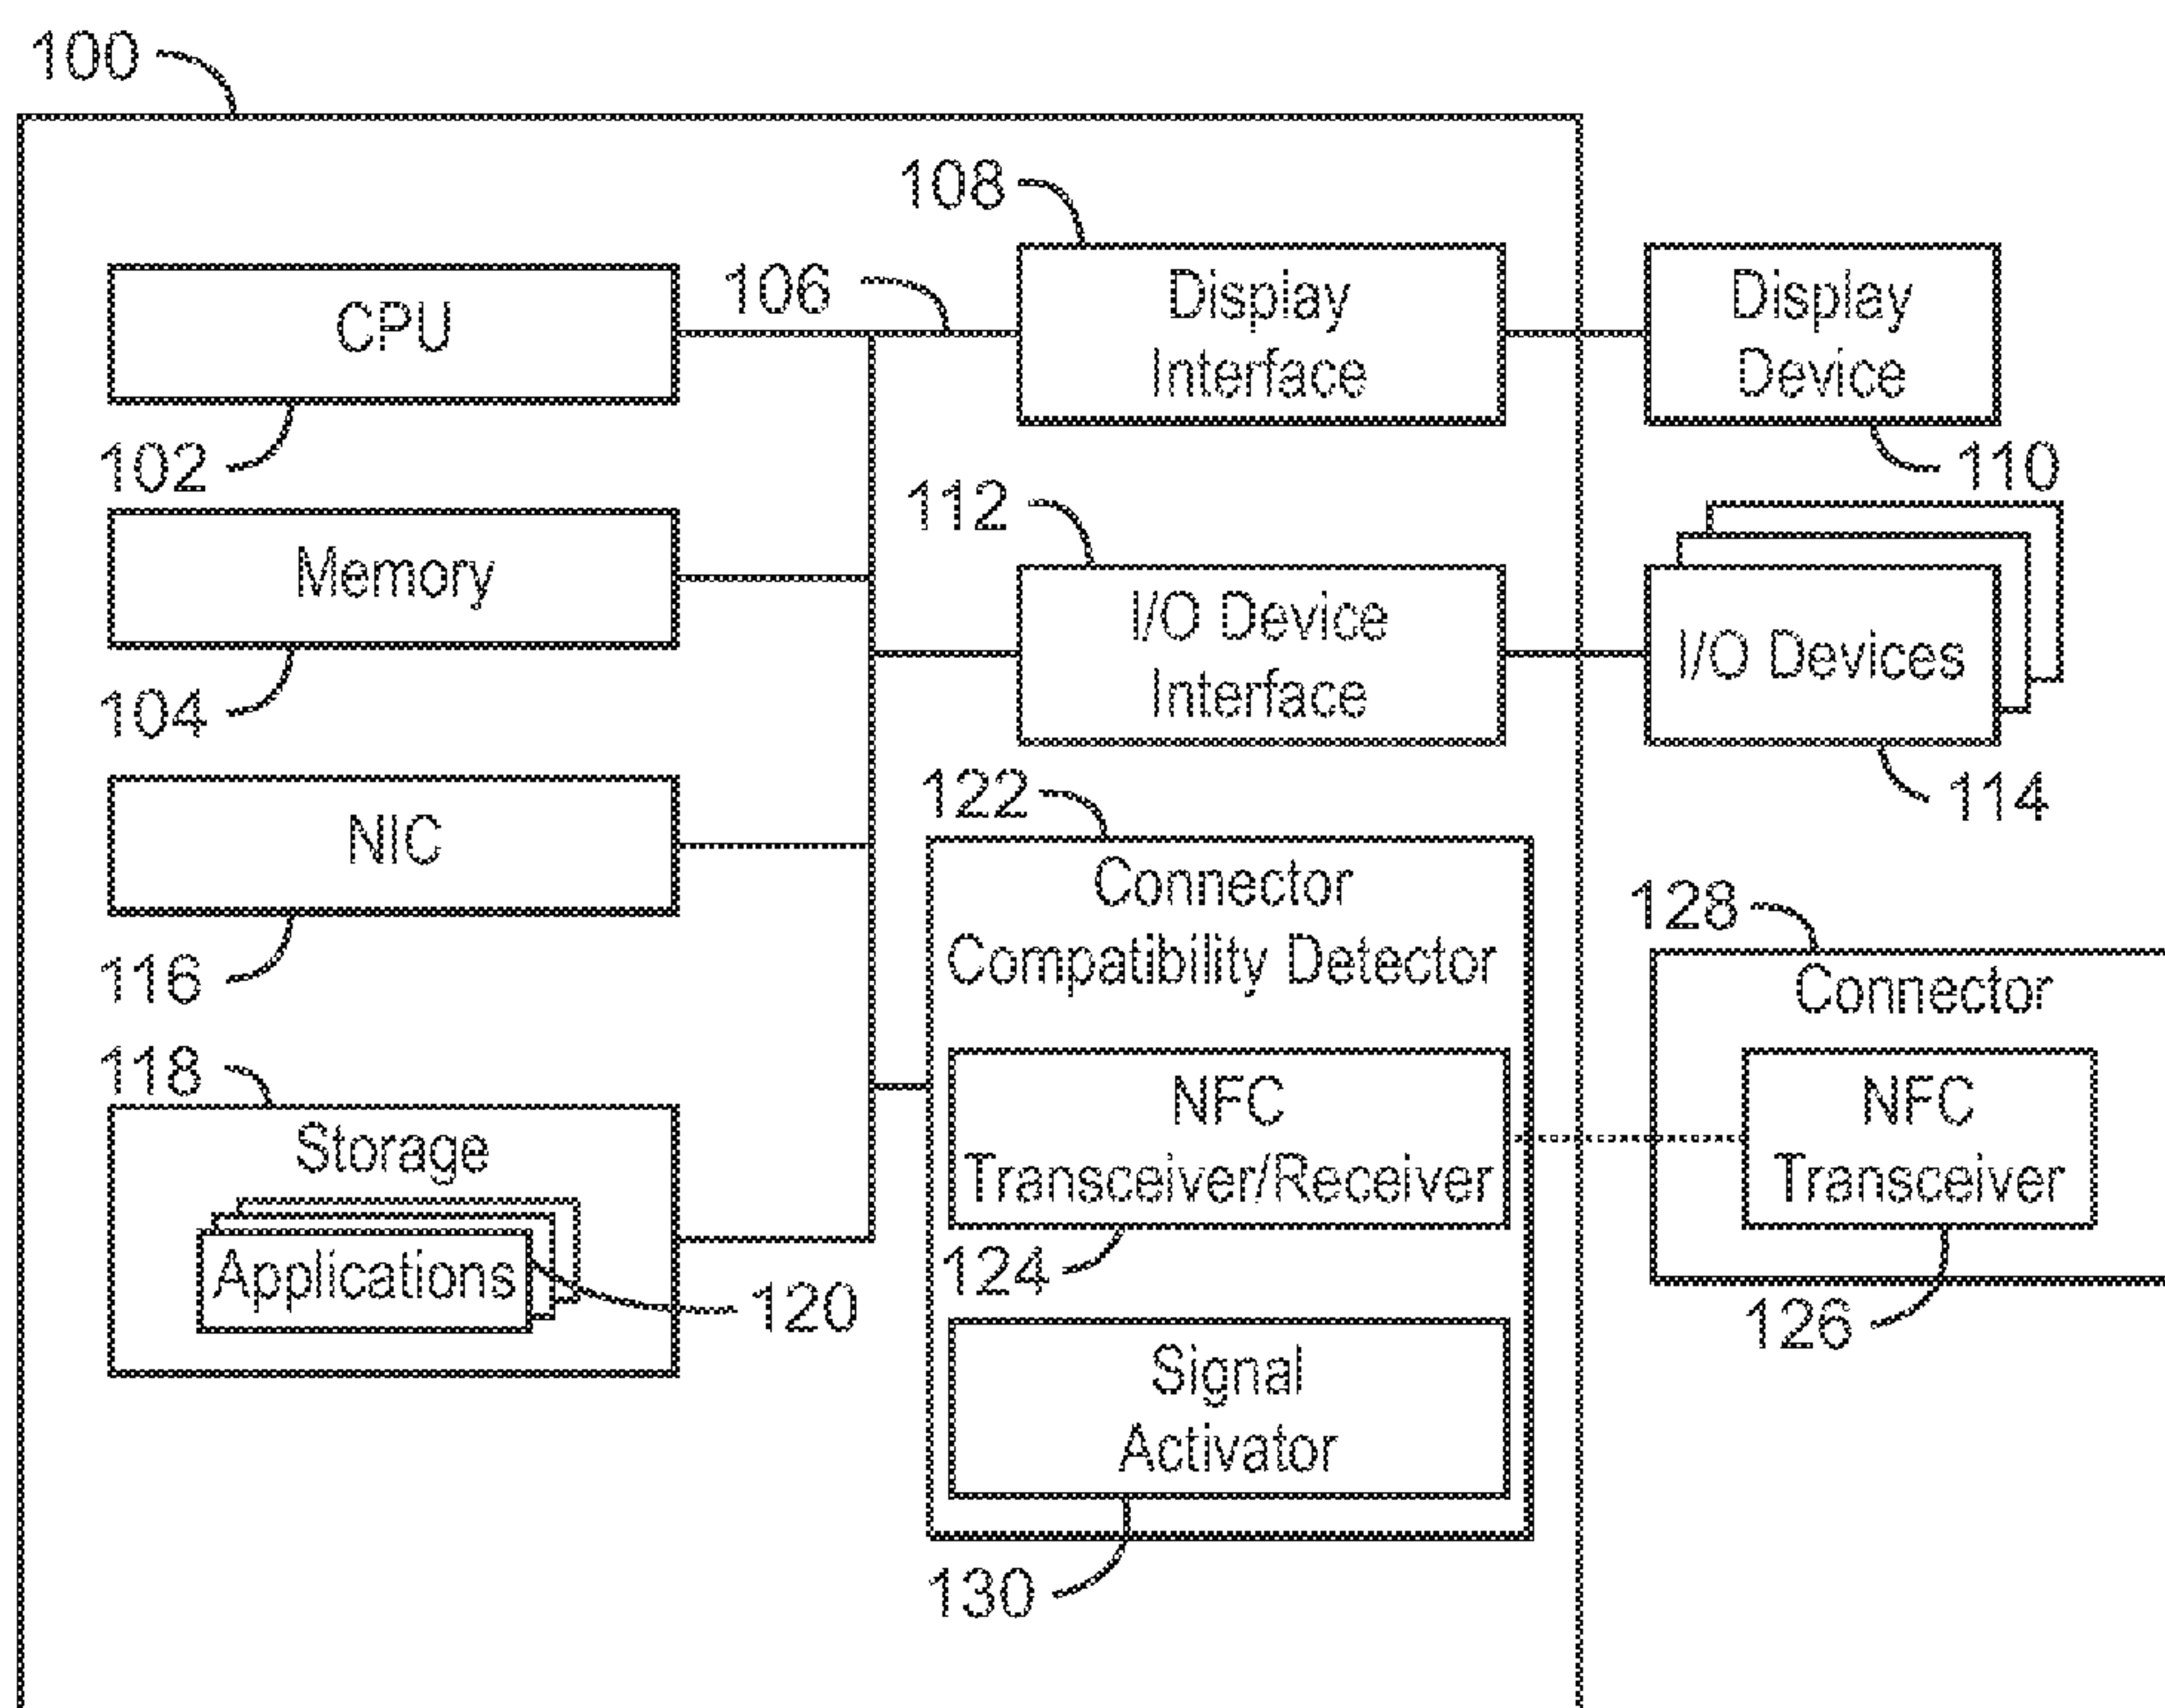 100
108
CPU
106
Display
Interface
Display
Device
102
110
112
Memory
I/O Device
Interface
I/O Devices
104
114
NIC
122
Connector
Compatibility Detector
128
Connector
116
118
Storage
NFC
Transceiver/Receiver
NFC
Transceiver
Applications
120
124
126
Signal
Activator
130